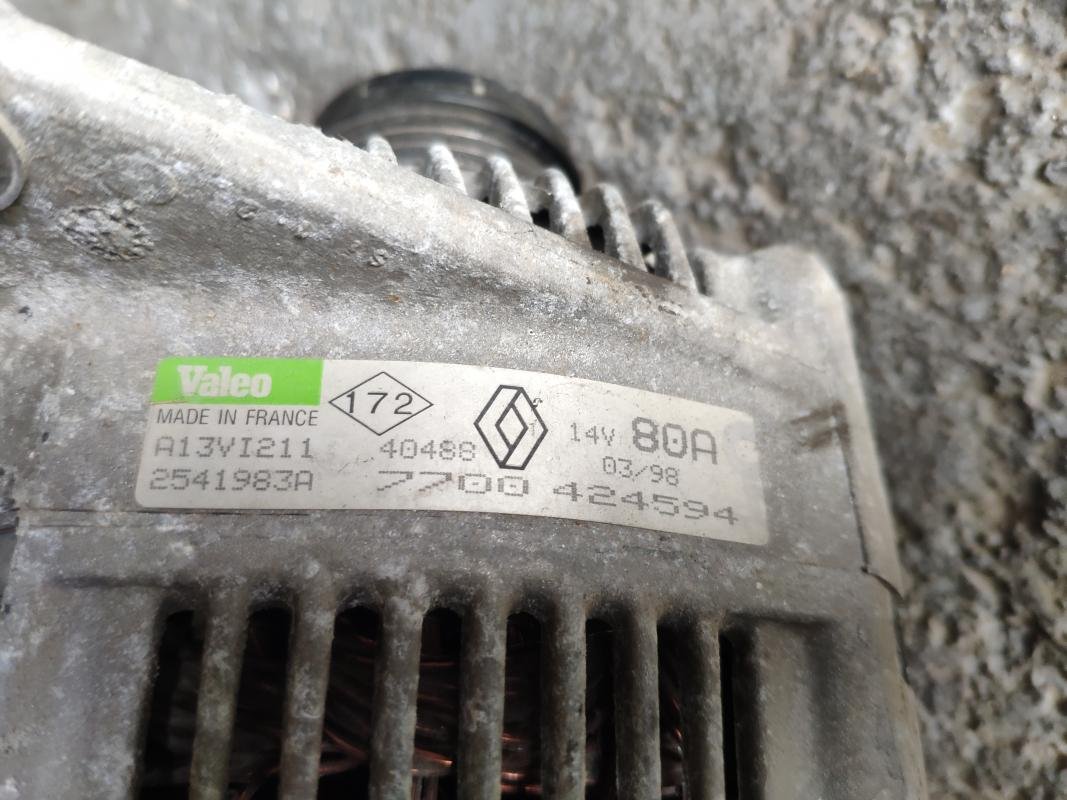 Valeo
172
MADE IN FRANCE
14V 80A
A13VI211
40488
03/98
2541983A
7700 424594